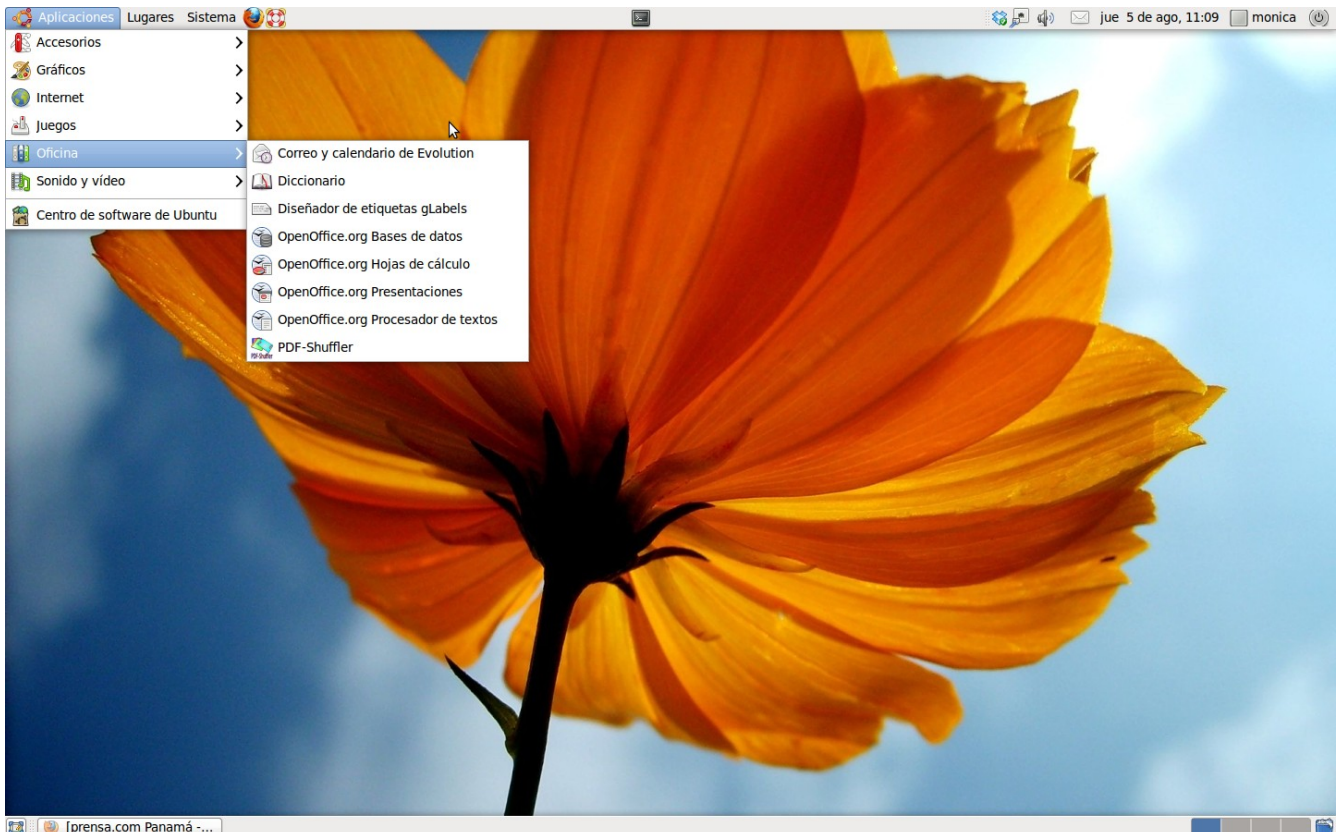 Aplicaciones Lugares Sistema jue 5 de ago, 11:09 monica
Accesorios
Gráficos
Internet
Juegos
Oficina
Sonido y vídeo
Centro de software de Ubuntu
Correo y calendario de Evolution
Diccionario
Diseñador de etiquetas gLabels
OpenOffice.org Bases de datos
OpenOffice.org Hojas de cálculo
OpenOffice.org Presentaciones
OpenOffice.org Procesador de textos
PDF-Shuffler
PDF-Shuffler
[prensa.com Panamá -...